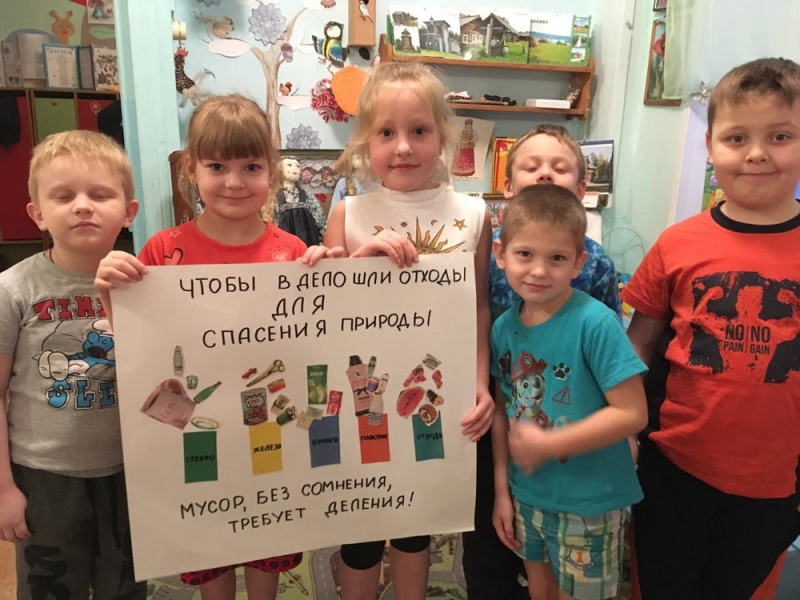 ЧТОБЫ В ДЕЛО ШЛИ ОТХОДЫ
ДЛЯ
СПАСЕНИЯ ПРИРОДЫ
СТЕКЛО
ЖЕЛЕЗО
БУМАГА
ПЛАСТИК
ОТХОДЫ
МУСОР, БЕЗ СОМНЕНИЯ,
ТРЕБУЕТ ДЕЛЕНИЯ!
NO NO
PAIN GAIN